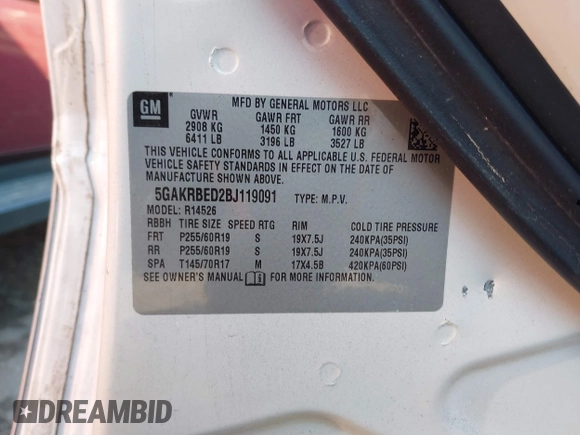 GM
MFD BY GENERAL MOTORS LLC
GVWR GAWR FRT GAWR RR
2908 KG 1450 KG 1600 KG
6411 LB 3196 LB 3527 LB
THIS VEHICLE CONFORMS TO ALL APPLICABLE U.S. FEDERAL MOTOR
VEHICLE SAFETY STANDARDS IN EFFECT ON THE DATE OF
MANUFACTURE SHOWN ABOVE.
5GAKRBED2BJ119091 TYPE: M.P.V.
MODEL: R14526
RBBH TIRE SIZE SPEED RTG RIM COLD TIRE PRESSURE
FRT P255/60R19 S 19X7.5J 240KPA(35PSI)
RR P255/60R19 S 19X7.5J 240KPA(35PSI)
SPA T145/70R17 M 17X4.5B 420KPA(60PSI)
SEE OWNER'S MANUAL FOR MORE INFORMATION.
DREAMBID